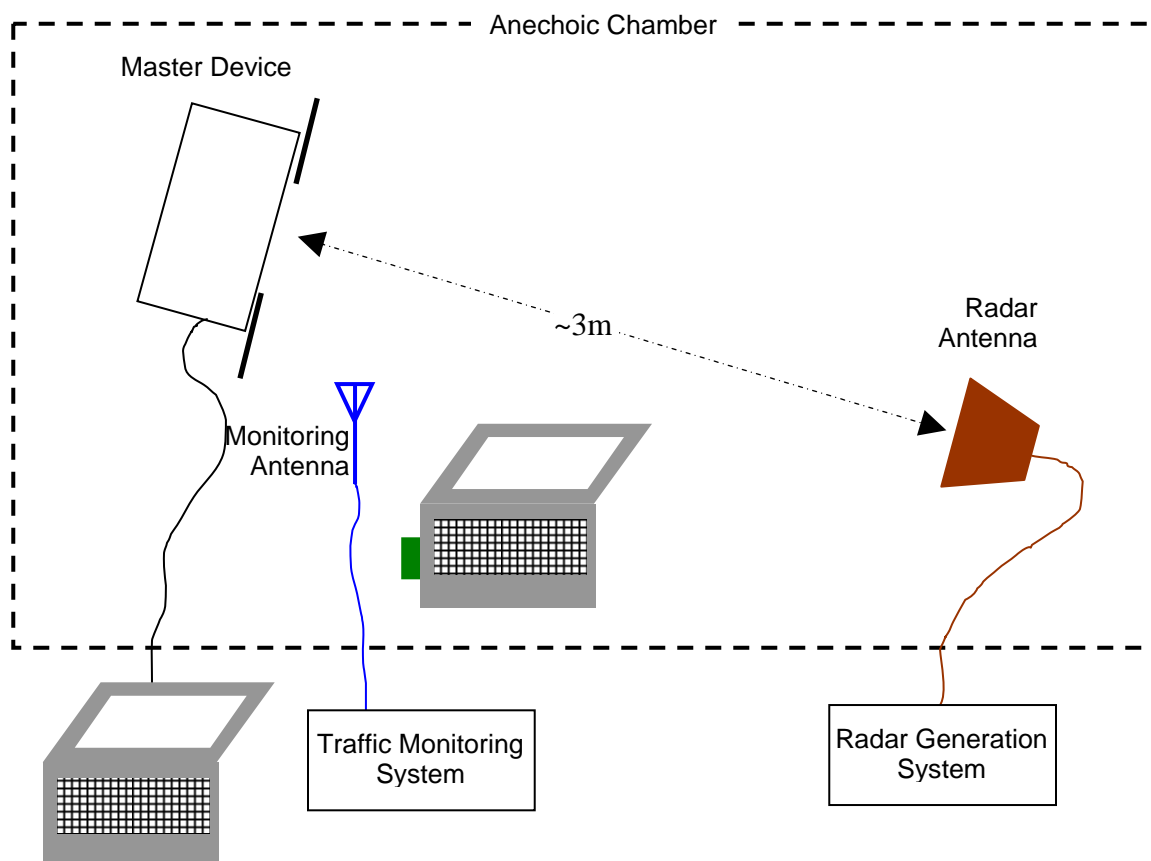 Anechoic Chamber
Master Device
~3m
Radar
Antenna
Monitoring
Antenna
Traffic Monitoring
System
Radar Generation
System